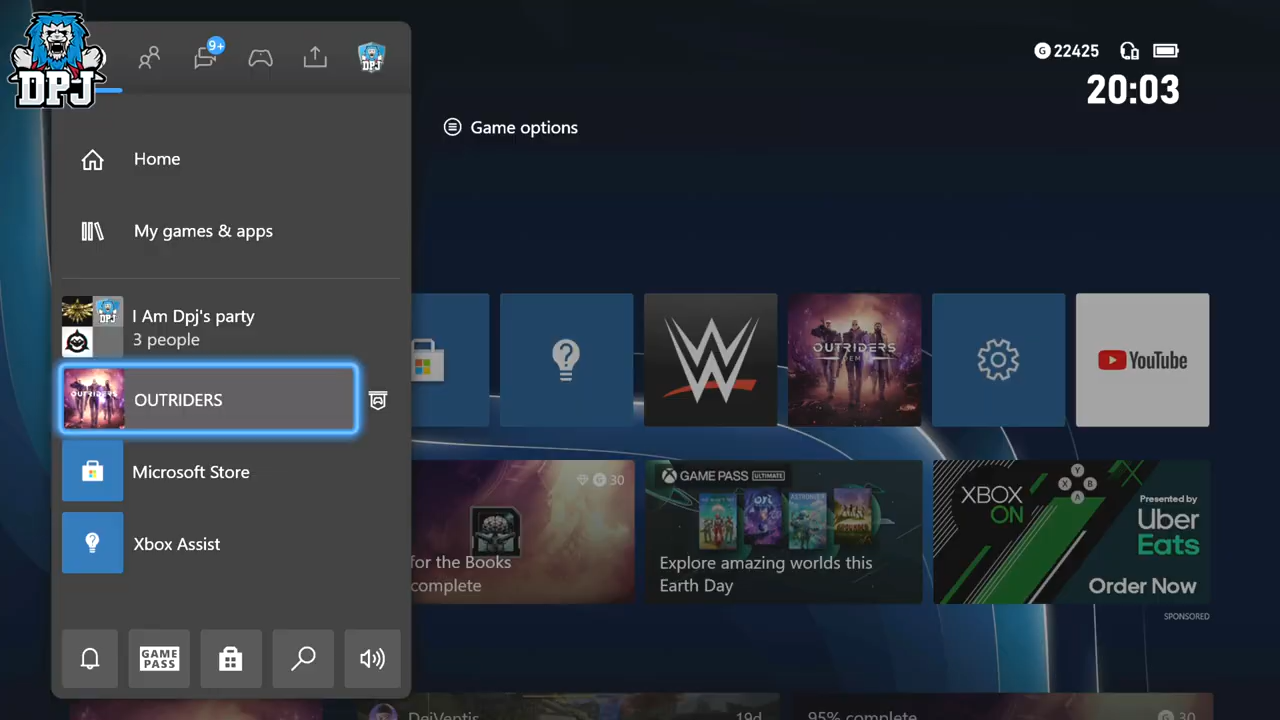 DPJ
9+
22425
20:03
Game options
Home
My games & apps
I Am Dpj's party
3 people
OUTRIDERS
Microsoft Store
Xbox Assist
GAME
PASS
OUTRIDERS
YouTube
30
for the Books
complete
GAME PASS ULTIMATE
Explore amazing worlds this
Earth Day
XBOX
ON
Y
X
B
A
Presented by
Uber
Eats
Order Now
SPONSORED
DeiVentis
19d
95% complete
30